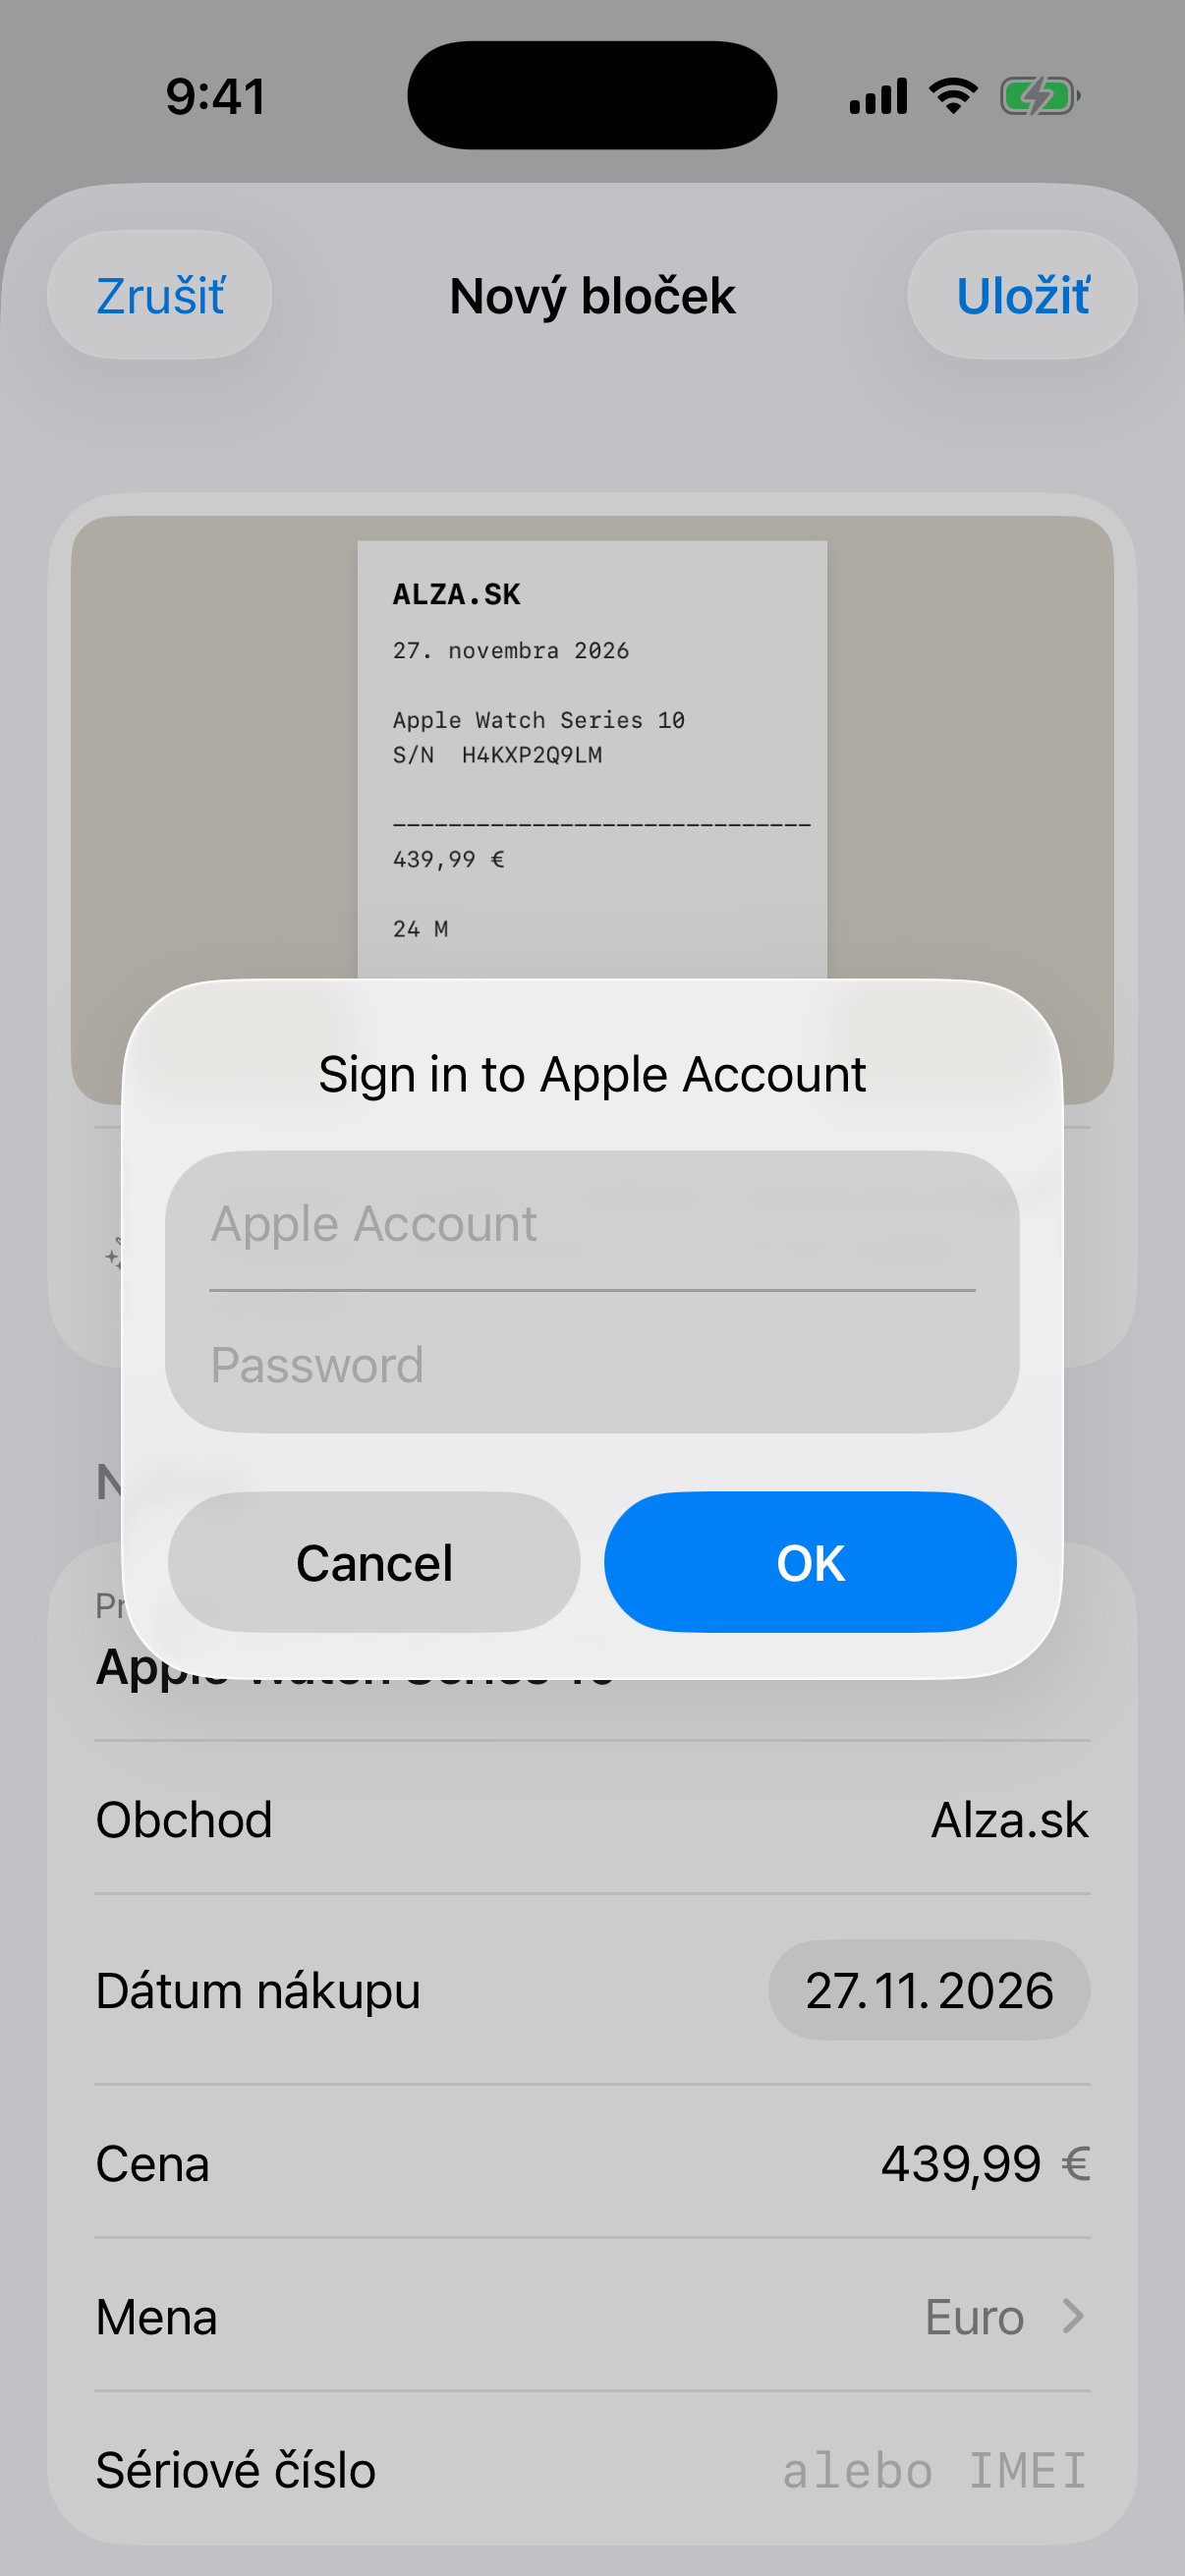 9:41
Zrušiť
Nový bloček
Uložiť
ALZA.SK
27. novembra 2026
Apple Watch Series 10
S/N H4KXP2Q9LM
------------------------------
439,99 €
24 M
Sign in to Apple Account
Apple Account
Password
Cancel
OK
Obchod
Alza.sk
Dátum nákupu
27. 11. 2026
Cena
439,99 €
Mena
Euro
Sériové číslo
alebo IMEI